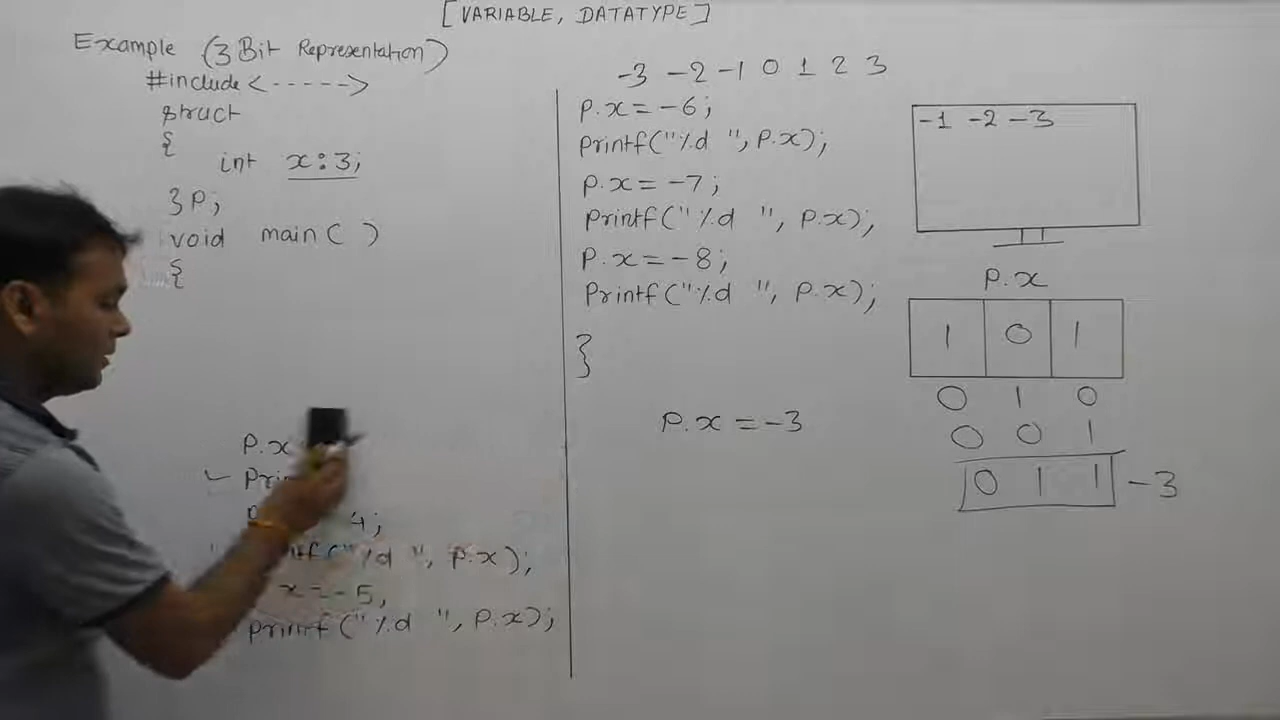 [VARIABLE, DATATYPE]
Example (3 Bit Representation)
#include<----->
struct
{
int x:3;
}p;
void main( )
{
p.x
Prin
4;
ntf("%d ", p.x);
x=-5,
printf("%d ", p.x);
-3 -2 -1 0 1 2 3
p.x=-6;
printf("%d ", p.x);
p.x=-7;
printf("%d ", p.x);
p.x=-8;
printf("%d ", p.x);
}
p.x=-3
-1 -2 -3
p.x
1 0 1
0 1 0
0 0 1
0 1 1 -3